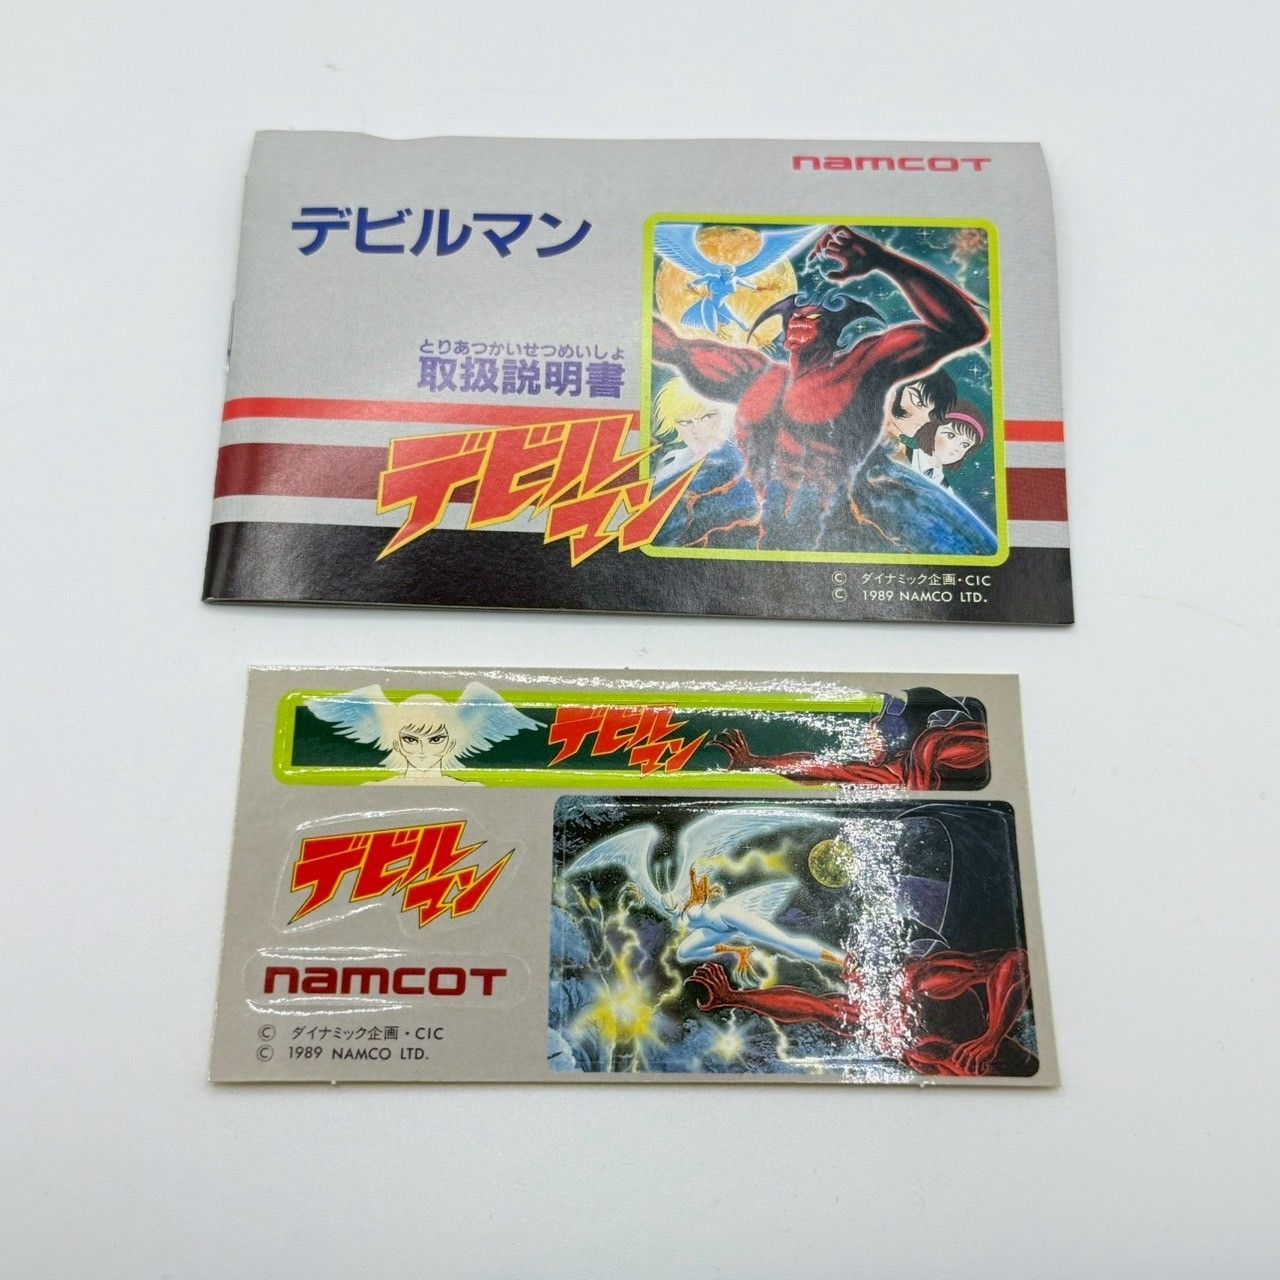 namcoT
デビルマン
とりあつかいせつめいしょ
取扱説明書
デビル
マン
© ダイナミック企画・CIC
© 1989 NAMCO LTD.
デビル
マン
デビル
マン
namcoT
© ダイナミック企画・CIC
© 1989 NAMCO LTD.